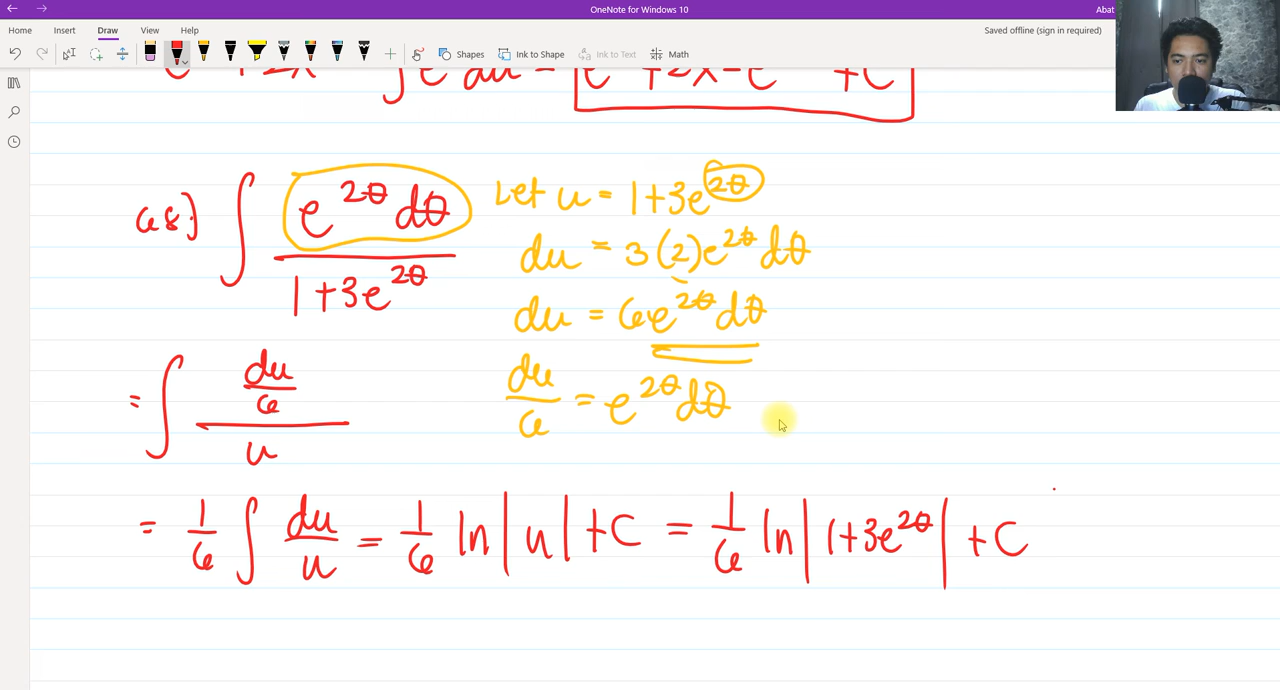 OneNote for Windows 10
Abat
Home Insert Draw View Help
Saved offline (sign in required)
Shapes Ink to Shape Ink to Text Math
∫e du = e + 2x - e + C
68) ∫ e^{2θ} dθ / 1+3e^{2θ}
Let u = 1+3e^{2θ}
du = 3(2)e^{2θ} dθ
du = 6e^{2θ} dθ
du/6 = e^{2θ} dθ
= ∫ du/6 / u
= 1/6 ∫ du/u = 1/6 ln|u| + C = 1/6 ln|1+3e^{2θ}| + C